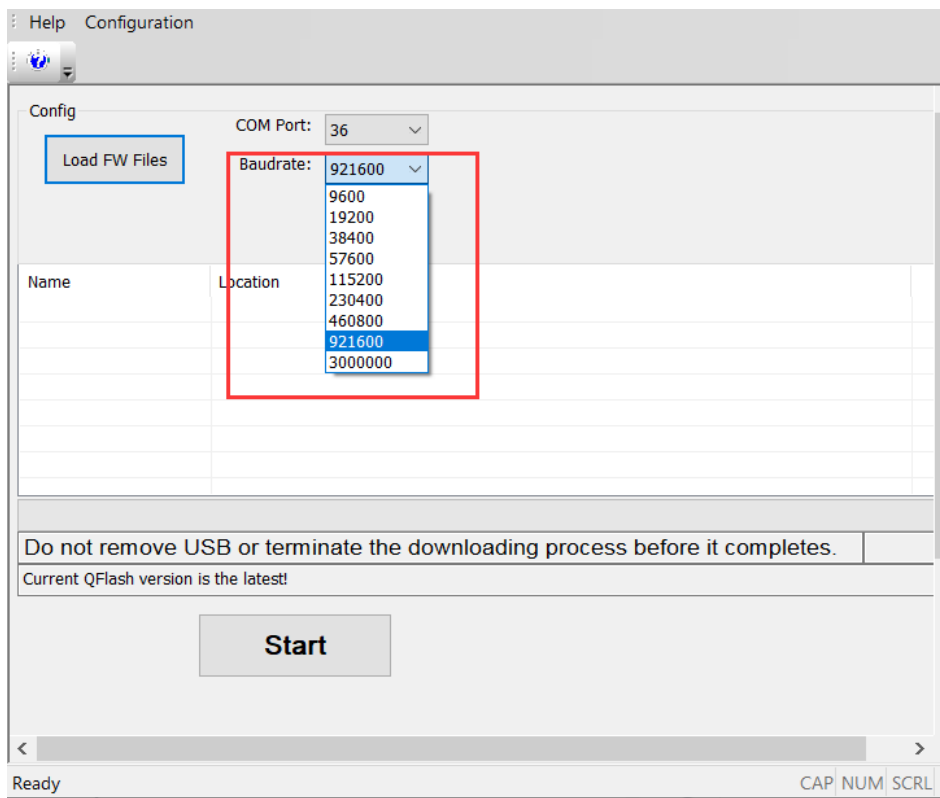 Help Configuration
Config
COM Port: 36
Load FW Files
Baudrate: 921600
9600
19200
38400
57600
115200
230400
460800
921600
3000000
Name Location
Do not remove USB or terminate the downloading process before it completes.
Current QFlash version is the latest!
Start
Ready CAP NUM SCRL